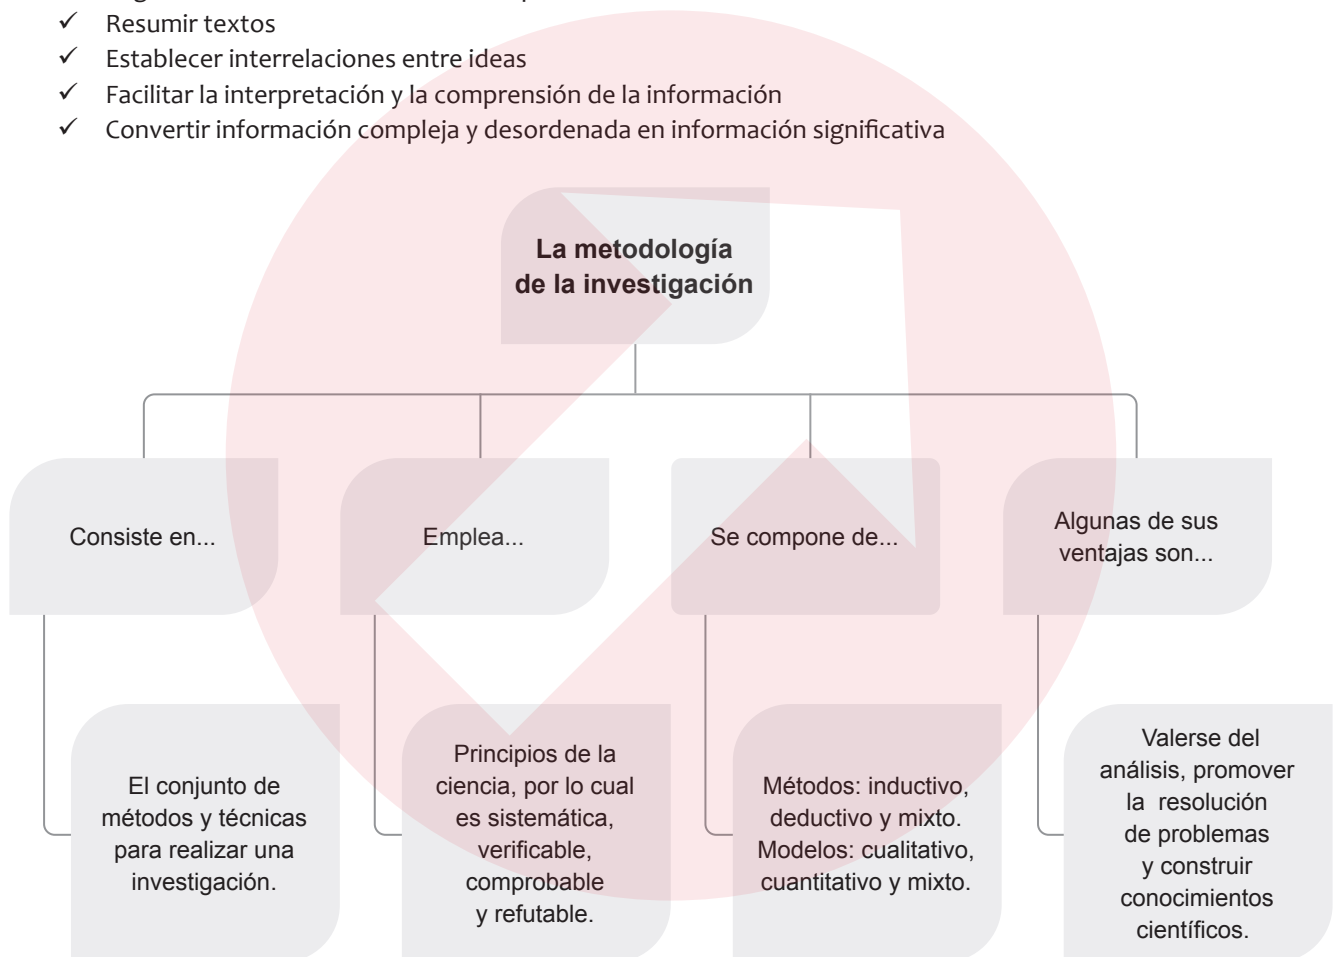 ✓ Resumir textos
✓ Establecer interrelaciones entre ideas
✓ Facilitar la interpretación y la comprensión de la información
✓ Convertir información compleja y desordenada en información significativa
La metodología
de la investigación
Consiste en...
Emplea...
Se compone de...
Algunas de sus
ventajas son...
El conjunto de
métodos y técnicas
para realizar una
investigación.
Principios de la
ciencia, por lo cual
es sistemática,
verificable,
comprobable
y refutable.
Métodos: inductivo,
deductivo y mixto.
Modelos: cualitativo,
cuantitativo y mixto.
Valerse del
análisis, promover
la resolución
de problemas
y construir
conocimientos
científicos.